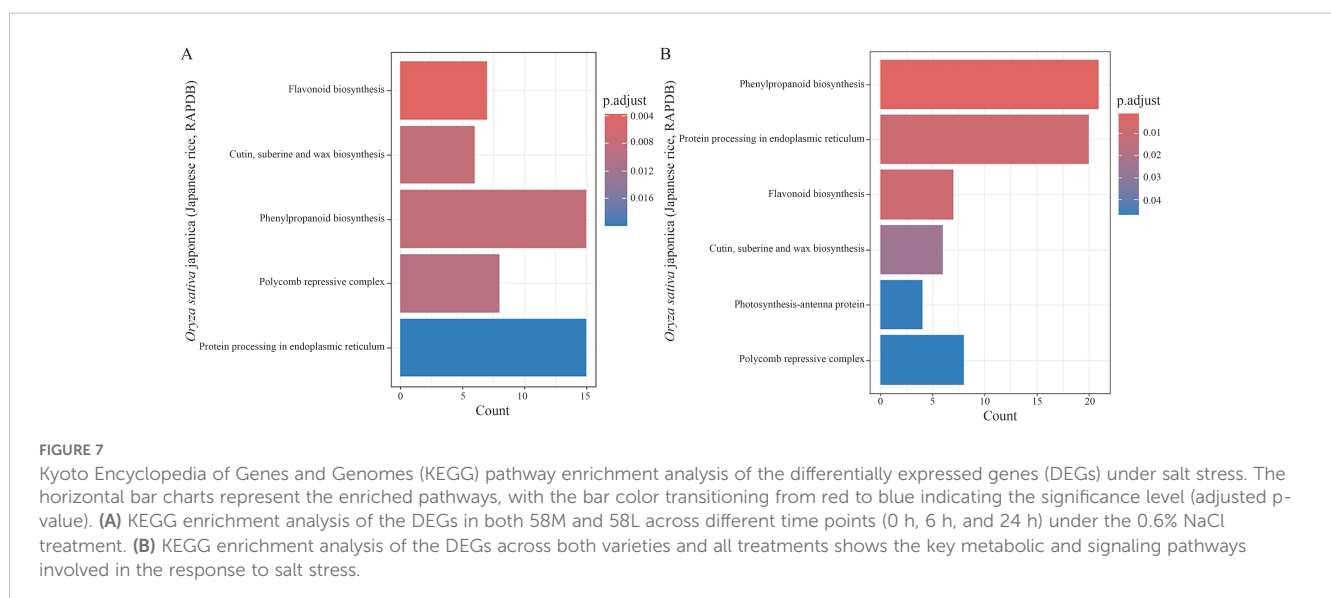 A
Oryza sativa japonica (Japanese rice, RAPDB)
Flavonoid biosynthesis
Cutin, suberine and wax biosynthesis
Phenylpropanoid biosynthesis
Polycomb repressive complex
Protein processing in endoplasmic reticulum
0 5 10 15
Count
p.adjust
0.004
0.008
0.012
0.016
B
Oryza sativa japonica (Japanese rice, RAPDB)
Phenylpropanoid biosynthesis
Protein processing in endoplasmic reticulum
Flavonoid biosynthesis
Cutin, suberine and wax biosynthesis
Photosynthesis-antenna protein
Polycomb repressive complex
0 5 10 15 20
Count
p.adjust
0.01
0.02
0.03
0.04
FIGURE 7
Kyoto Encyclopedia of Genes and Genomes (KEGG) pathway enrichment analysis of the differentially expressed genes (DEGs) under salt stress. The
horizontal bar charts represent the enriched pathways, with the bar color transitioning from red to blue indicating the significance level (adjusted p-
value). (A) KEGG enrichment analysis of the DEGs in both 58M and 58L across different time points (0 h, 6 h, and 24 h) under the 0.6% NaCl
treatment. (B) KEGG enrichment analysis of the DEGs across both varieties and all treatments shows the key metabolic and signaling pathways
involved in the response to salt stress.